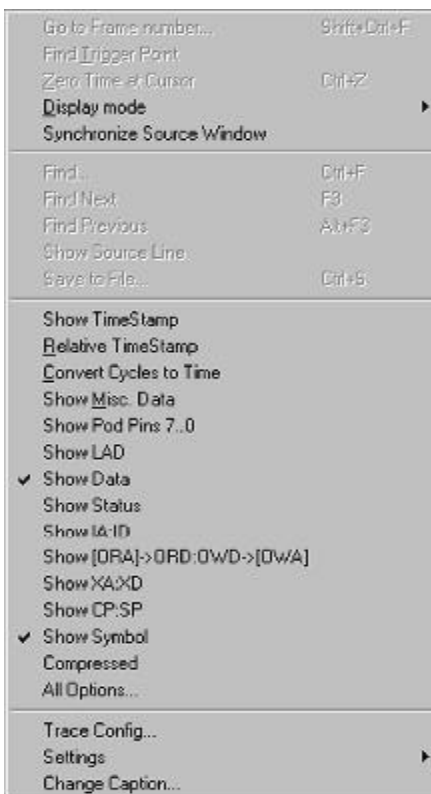 Go to Frame number... Shift+Ctrl+F
Find Trigger Point
Zero Time at Cursor Ctrl+Z
Display mode
Synchronize Source Window
Find... Ctrl+F
Find Next F3
Find Previous Alt+F3
Show Source Line
Save to File... Ctrl+S
Show TimeStamp
Relative TimeStamp
Convert Cycles to Time
Show Misc. Data
Show Pod Pins 7..0
Show LAD
Show Data
Show Status
Show IA:ID
Show [ORA]->ORD:OWD->[OWA]
Show XA:XD
Show CP:SP
Show Symbol
Compressed
All Options...
Trace Config...
Settings
Change Caption...